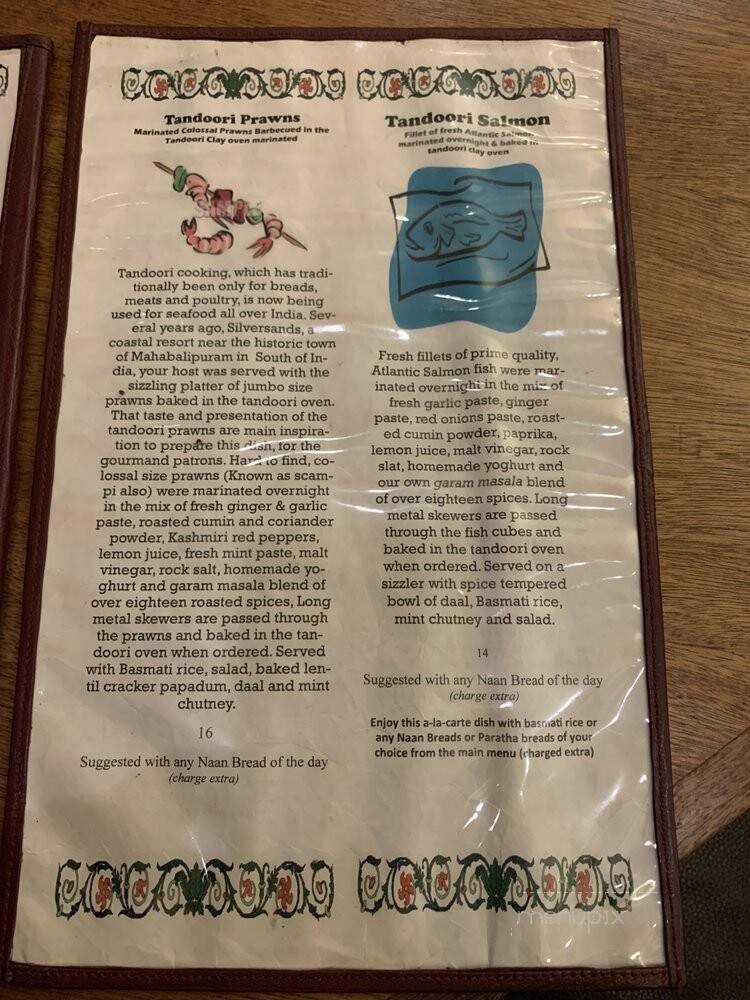 Tandoori Prawns
Marinated Colossal Prawns Barbecued in the
Tandoori Clay oven marinated
Tandoori cooking, which has tradi-
tionally been only for breads,
meats and poultry, is now being
used for seafood all over India. Sev-
eral years ago, Silversands, a
coastal resort near the historic town
of Mahabalipuram in South of In-
dia, your host was served with the
sizzling platter of jumbo size
prawns baked in the tandoori oven.
That taste and presentation of the
tandoori prawns are main inspira-
tion to prepare this dish, for the
gourmand patrons. Hard to find, co-
lossal size prawns (Known as scam-
pi also) were marinated overnight
in the mix of fresh ginger & garlic
paste, roasted cumin and coriander
powder, Kashmiri red peppers,
lemon juice, fresh mint paste, malt
vinegar, rock salt, homemade yo-
ghurt and garam masala blend of
over eighteen roasted spices, Long
metal skewers are passed through
the prawns and baked in the tan-
doori oven when ordered. Served
with Basmati rice, salad, baked len-
til cracker papadum, daal and mint
chutney.
16
Suggested with any Naan Bread of the day
(charge extra)
Tandoori Salmon
Fillet of fresh Atlantic Salmon,
marinated overnight & baked in
tandoori clay oven
Fresh fillets of prime quality,
Atlantic Salmon fish were mar-
inated overnight in the mix of
fresh garlic paste, ginger
paste, red onions paste, roast-
ed cumin powder, paprika,
lemon juice, malt vinegar, rock
slat, homemade yoghurt and
our own garam masala blend
of over eighteen spices. Long
metal skewers are passed
through the fish cubes and
baked in the tandoori oven
when ordered. Served on a
sizzler with spice tempered
bowl of daal, Basmati rice,
mint chutney and salad.
14
Suggested with any Naan Bread of the day
(charge extra)
Enjoy this a-la-carte dish with basmati rice or
any Naan Breads or Paratha breads of your
choice from the main menu (charged extra)